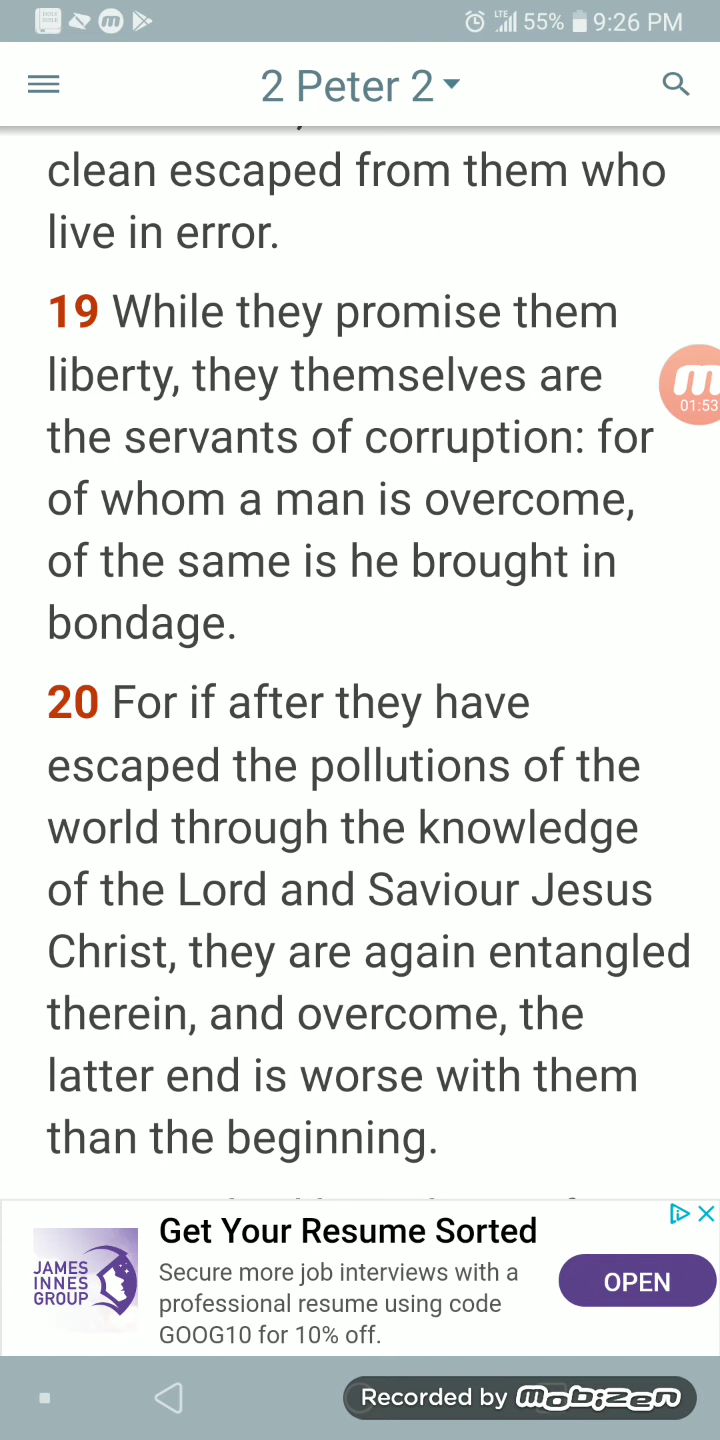 55% 9:26 PM
2 Peter 2
clean escaped from them who
live in error.
19 While they promise them
liberty, they themselves are
the servants of corruption: for
of whom a man is overcome,
of the same is he brought in
bondage.
20 For if after they have
escaped the pollutions of the
world through the knowledge
of the Lord and Saviour Jesus
Christ, they are again entangled
therein, and overcome, the
latter end is worse with them
than the beginning.
m
01:53
JAMES
INNES
GROUP
Get Your Resume Sorted
Secure more job interviews with a
professional resume using code
GOOG10 for 10% off.
OPEN
Recorded by mobizen